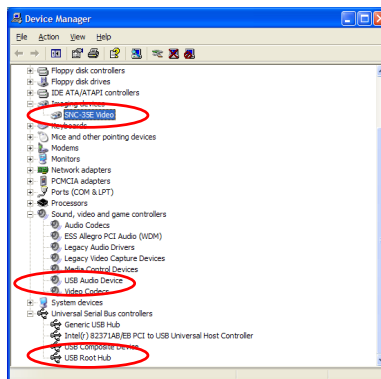 Device Manager
File Action View Help
Floppy disk controllers
Floppy disk drives
IDE ATA/ATAPI controllers
Imaging devices
SNC-35E Video
Keyboards
Mice and other pointing devices
Modems
Monitors
Network adapters
PCMCIA adapters
Ports (COM & LPT)
Processors
Sound, video and game controllers
Audio Codecs
ESS Allegro PCI Audio (WDM)
Legacy Audio Drivers
Legacy Video Capture Devices
Media Control Devices
USB Audio Device
Video Codecs
System devices
Universal Serial Bus controllers
Generic USB Hub
Intel(r) 82371AB/EB PCI to USB Universal Host Controller
USB Composite Device
USB Root Hub